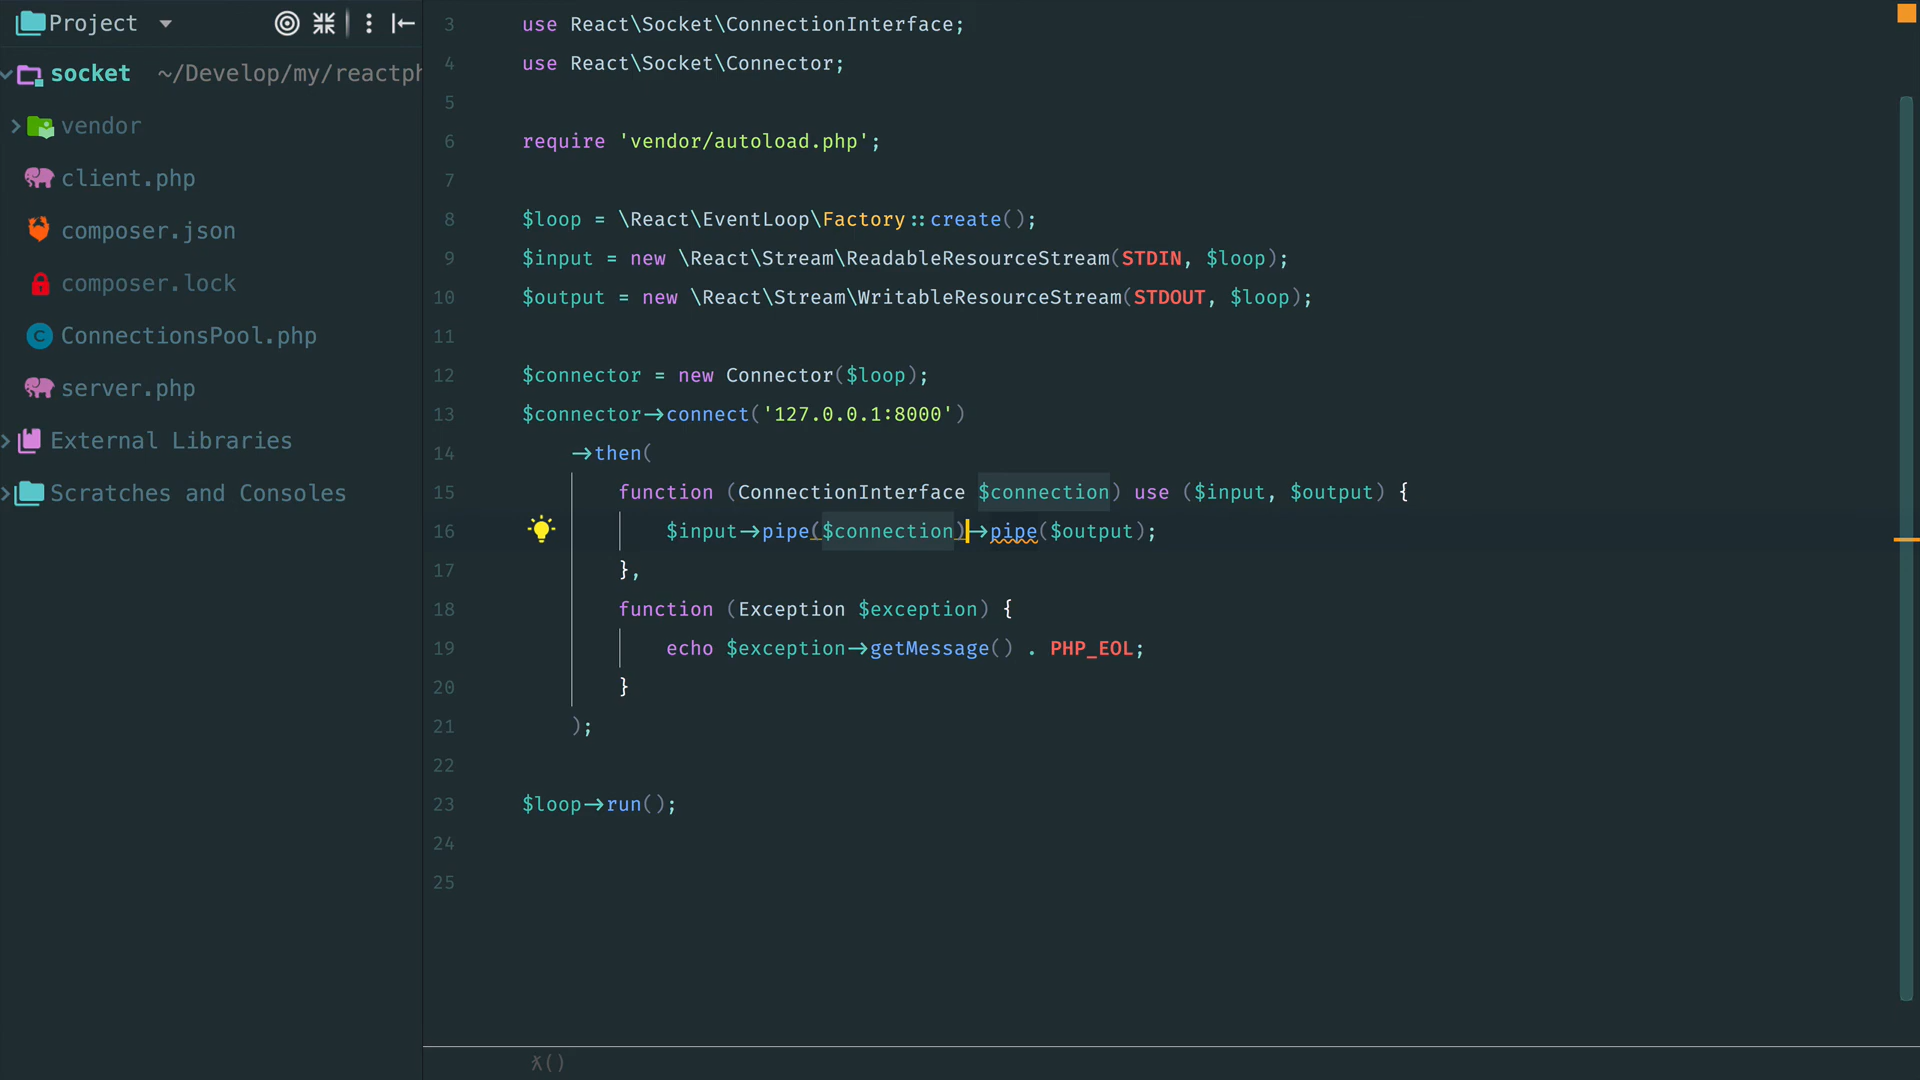 Project
socket ~/Develop/my/reactph
vendor
client.php
composer.json
composer.lock
ConnectionsPool.php
server.php
External Libraries
Scratches and Consoles
3 use React\Socket\ConnectionInterface;
4 use React\Socket\Connector;
5
6 require 'vendor/autoload.php';
7
8 $loop = \React\EventLoop\Factory::create();
9 $input = new \React\Stream\ReadableResourceStream(STDIN, $loop);
10 $output = new \React\Stream\WritableResourceStream(STDOUT, $loop);
11
12 $connector = new Connector($loop);
13 $connector->connect('127.0.0.1:8000')
14 ->then(
15 function (ConnectionInterface $connection) use ($input, $output) {
16 $input->pipe($connection)->pipe($output);
17 },
18 function (Exception $exception) {
19 echo $exception->getMessage() . PHP_EOL;
20 }
21 );
22
23 $loop->run();
24
25
λ()